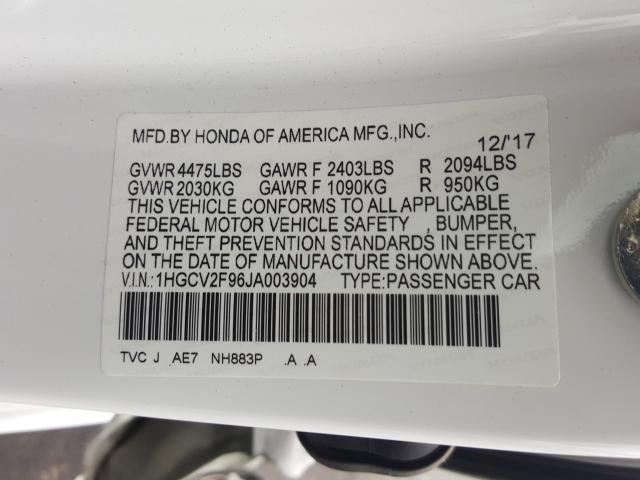 MFD.BY HONDA OF AMERICA MFG.,INC.
12/'17
GVWR 4475LBS GAWR F 2403LBS R 2094LBS
GVWR 2030KG GAWR F 1090KG R 950KG
THIS VEHICLE CONFORMS TO ALL APPLICABLE
FEDERAL MOTOR VEHICLE SAFETY , BUMPER,
AND THEFT PREVENTION STANDARDS IN EFFECT
ON THE DATE OF MANUFACTURE SHOWN ABOVE.
V.I.N.: 1HGCV2F96JA003904 TYPE:PASSENGER CAR
TVC J AE7 NH883P .A .A